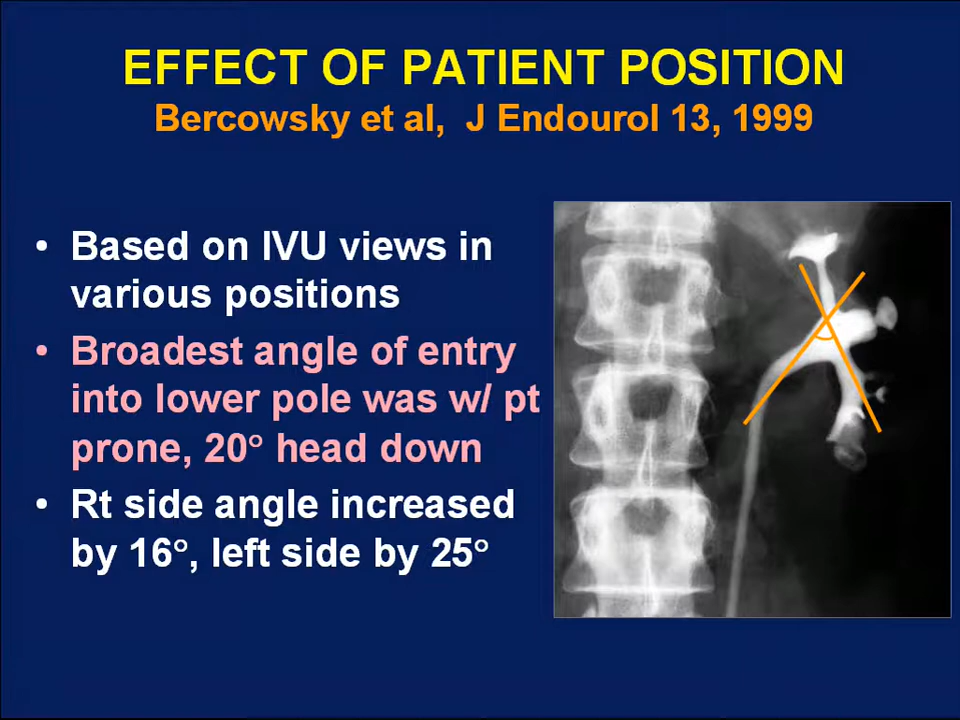 EFFECT OF PATIENT POSITION
Bercowsky et al, J Endourol 13, 1999
• Based on IVU views in
various positions
• Broadest angle of entry
into lower pole was w/ pt
prone, 20° head down
• Rt side angle increased
by 16°, left side by 25°